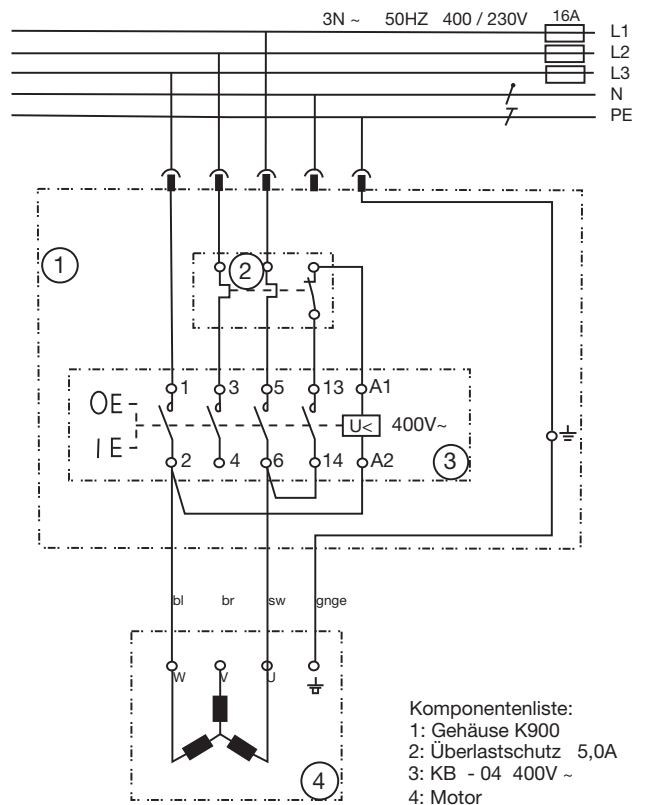 3N ~ 50HZ 400 / 230V 16A L1
L2
L3
N
PE
1
2
1 3 5 13 A1
OE
U< 400V~
IE
2 4 6 14 A2
3
bl br sw gnge
W V U
4
Komponentenliste:
1: Gehäuse K900
2: Überlastschutz 5,0A
3: KB - 04 400V ~
4: Motor